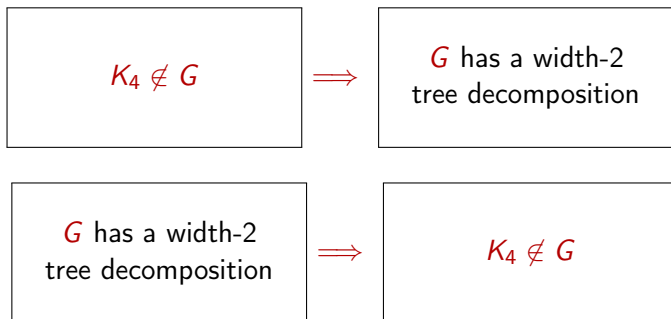 K₄ ∉ G ⟹ G has a width-2
tree decomposition
G has a width-2
tree decomposition ⟹ K₄ ∉ G